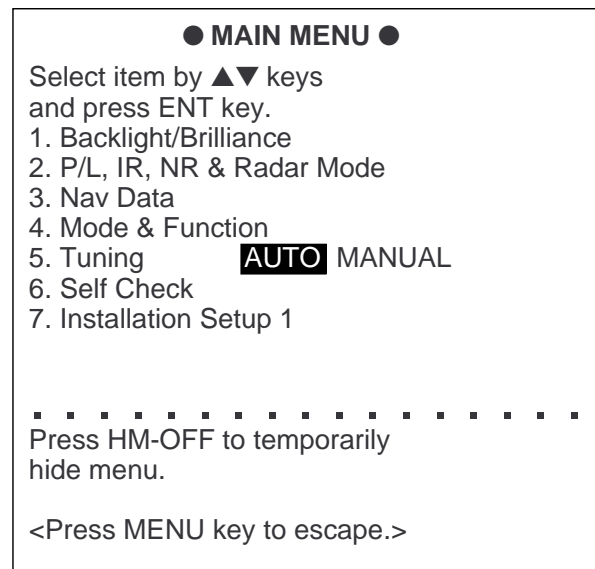 ● MAIN MENU ●
Select item by ▲▼ keys
and press ENT key.
1. Backlight/Brilliance
2. P/L, IR, NR & Radar Mode
3. Nav Data
4. Mode & Function
5. Tuning AUTO MANUAL
6. Self Check
7. Installation Setup 1
Press HM-OFF to temporarily
hide menu.
<Press MENU key to escape.>